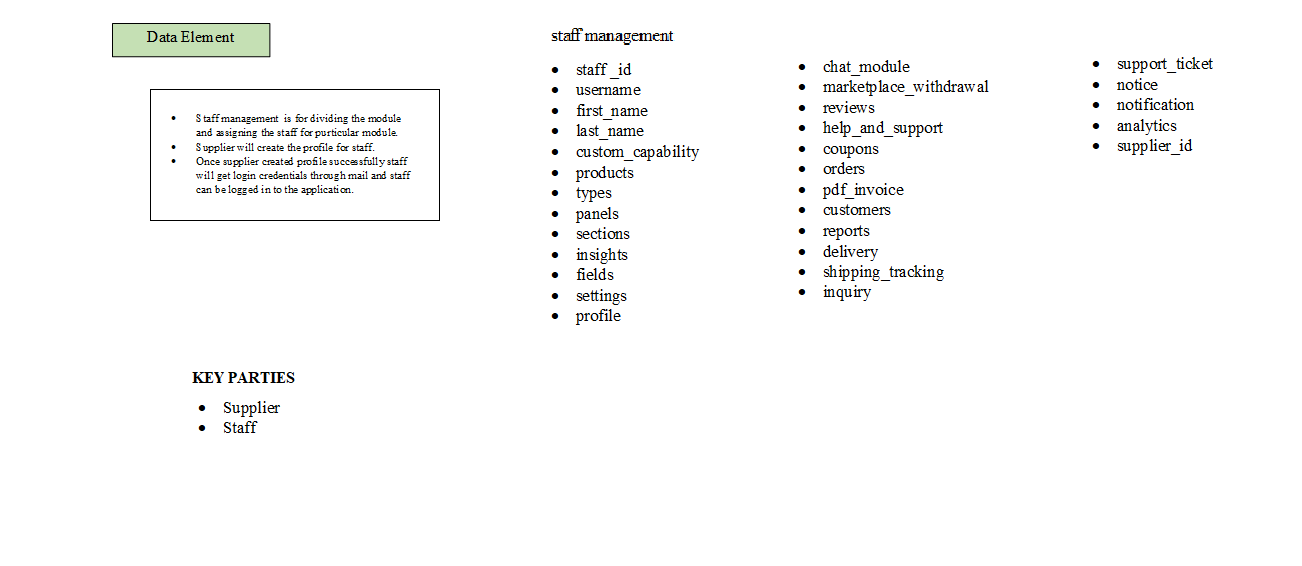 Data Element
• Staff management is for dividing the module
and assigning the staff for purticular module.
• Supplier will create the profile for staff.
• Once supplier created profile successfully staff
will get login credentials through mail and staff
can be logged in to the application.
KEY PARTIES
• Supplier
• Staff
staff management
• staff _id
• username
• first_name
• last_name
• custom_capability
• products
• types
• panels
• sections
• insights
• fields
• settings
• profile
• chat_module
• marketplace_withdrawal
• reviews
• help_and_support
• coupons
• orders
• pdf_invoice
• customers
• reports
• delivery
• shipping_tracking
• inquiry
• support_ticket
• notice
• notification
• analytics
• supplier_id